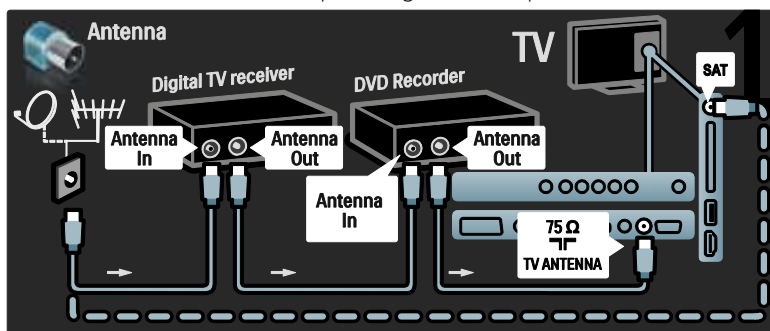 Antenna
TV
1
SAT
Digital TV receiver
DVD Recorder
Antenna
In
Antenna
Out
Antenna
Out
Antenna
In
75 Ω
TV ANTENNA